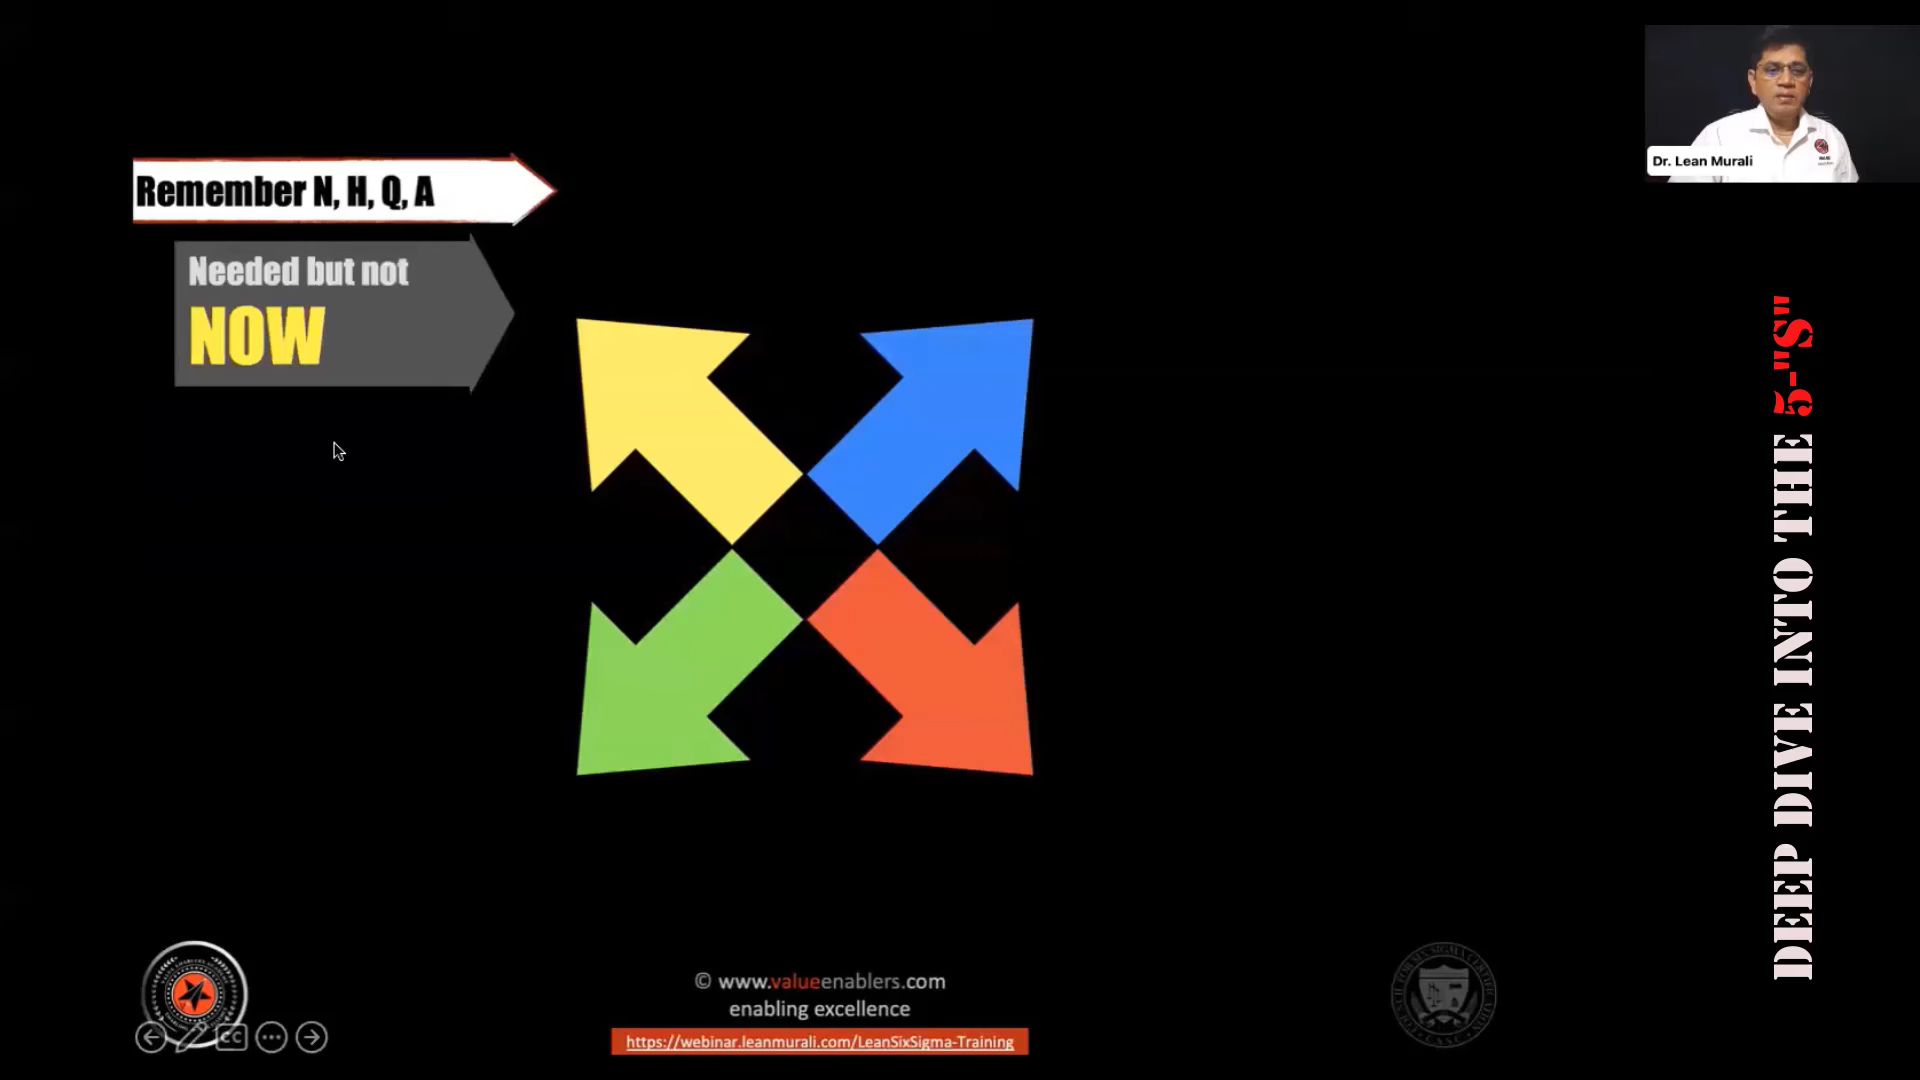 Remember N, H, Q, A
Dr. Lean Murali
Needed but not
NOW
DEEP DIVE INTO THE 5-"S"
© www.valueenablers.com
enabling excellence
https://webinar.leanmurali.com/LeanSixSigma-Training
CC